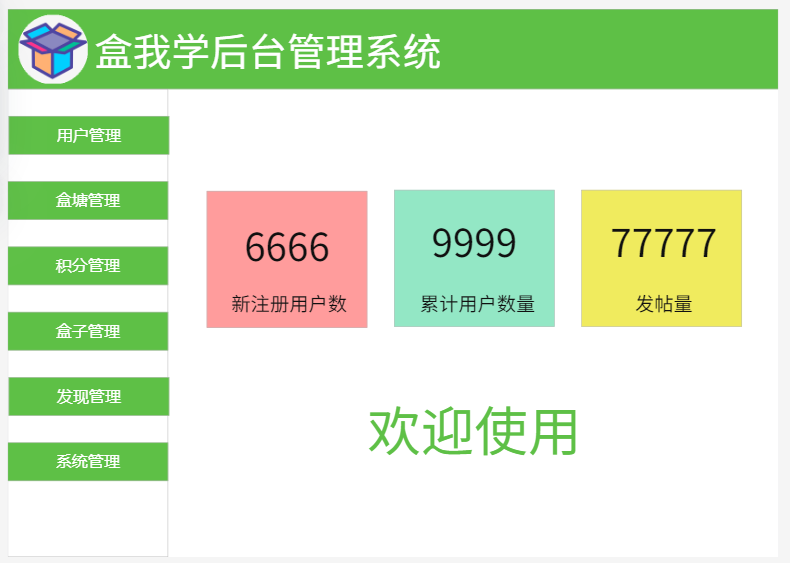 盒我学后台管理系统
用户管理
盒塘管理
积分管理
盒子管理
发现管理
系统管理
6666
新注册用户数
9999
累计用户数量
77777
发帖量
欢迎使用